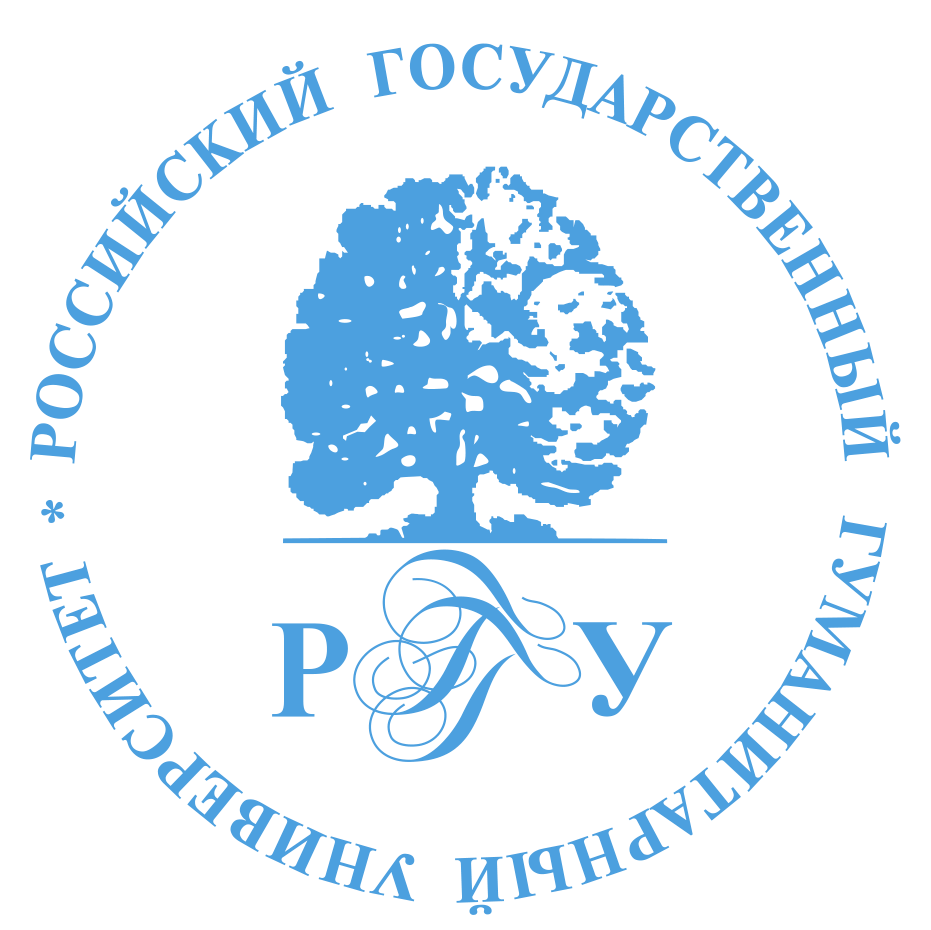 * РОССИЙСКИЙ ГОСУДАРСТВЕННЫЙ ГУМАНИТАРНЫЙ УНИВЕРСИТЕТ
РГГУ